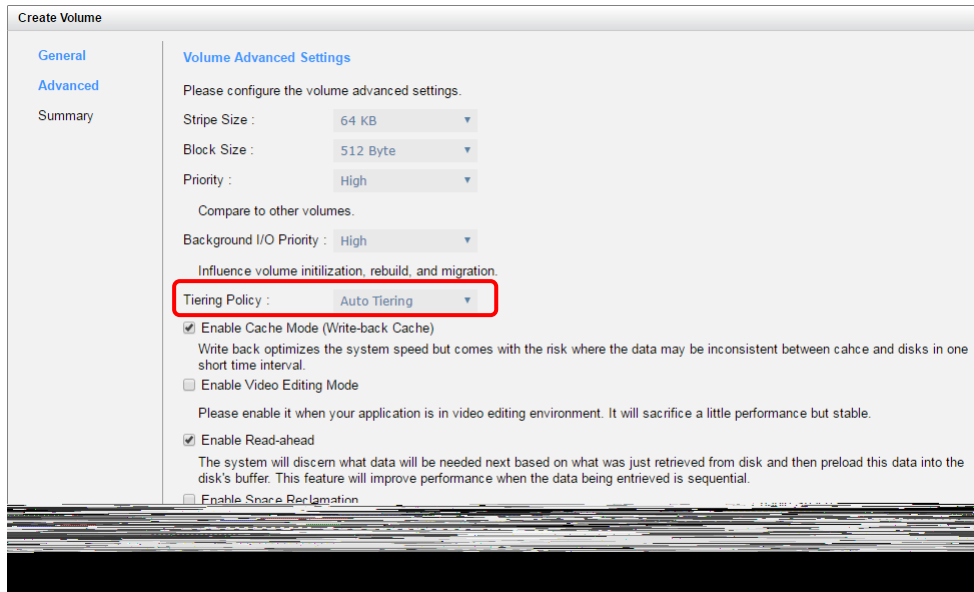 Create Volume
General
Advanced
Summary
Volume Advanced Settings
Please configure the volume advanced settings.
Stripe Size : 64 KB
Block Size : 512 Byte
Priority : High
Compare to other volumes.
Background I/O Priority : High
Influence volume initilization, rebuild, and migration.
Tiering Policy : Auto Tiering
Enable Cache Mode (Write-back Cache)
Write back optimizes the system speed but comes with the risk where the data may be inconsistent between cahce and disks in one
short time interval.
Enable Video Editing Mode
Please enable it when your application is in video editing environment. It will sacrifice a little performance but stable.
Enable Read-ahead
The system will discern what data will be needed next based on what was just retrieved from disk and then preload this data into the
disk's buffer. This feature will improve performance when the data being entrieved is sequential.
Enable Space Reclamation